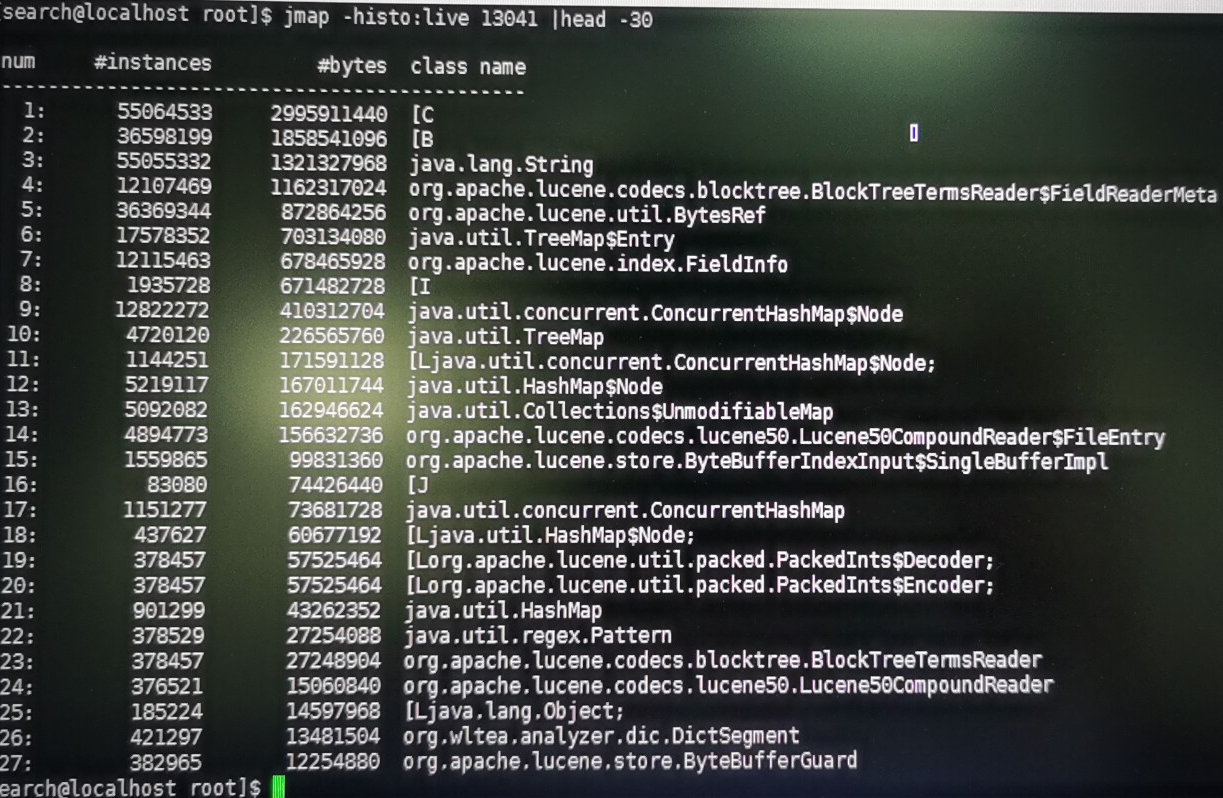 search@localhost root]$ jmap -histo:live 13041 |head -30
num #instances #bytes class name
----------------------------------------------
1: 55064533 2995911440 [C
2: 36598199 1858541096 [B
3: 55055332 1321327968 java.lang.String
4: 12107469 1162317024 org.apache.lucene.codecs.blocktree.BlockTreeTermsReader$FieldReaderMeta
5: 36369344 872864256 org.apache.lucene.util.BytesRef
6: 17578352 703134080 java.util.TreeMap$Entry
7: 12115463 678465928 org.apache.lucene.index.FieldInfo
8: 1935728 671482728 [I
9: 12822272 410312704 java.util.concurrent.ConcurrentHashMap$Node
10: 4720120 226565760 java.util.TreeMap
11: 1144251 171591128 [Ljava.util.concurrent.ConcurrentHashMap$Node;
12: 5219117 167011744 java.util.HashMap$Node
13: 5092082 162946624 java.util.Collections$UnmodifiableMap
14: 4894773 156632736 org.apache.lucene.codecs.lucene50.Lucene50CompoundReader$FileEntry
15: 1559865 99831360 org.apache.lucene.store.ByteBufferIndexInput$SingleBufferImpl
16: 83080 74426440 [J
17: 1151277 73681728 java.util.concurrent.ConcurrentHashMap
18: 437627 60677192 [Ljava.util.HashMap$Node;
19: 378457 57525464 [Lorg.apache.lucene.util.packed.PackedInts$Decoder;
20: 378457 57525464 [Lorg.apache.lucene.util.packed.PackedInts$Encoder;
21: 901299 43262352 java.util.HashMap
22: 378529 27254088 java.util.regex.Pattern
23: 378457 27248904 org.apache.lucene.codecs.blocktree.BlockTreeTermsReader
24: 376521 15060840 org.apache.lucene.codecs.lucene50.Lucene50CompoundReader
25: 185224 14597968 [Ljava.lang.Object;
26: 421297 13481504 org.wltea.analyzer.dic.DictSegment
27: 382965 12254880 org.apache.lucene.store.ByteBufferGuard
earch@localhost root]$